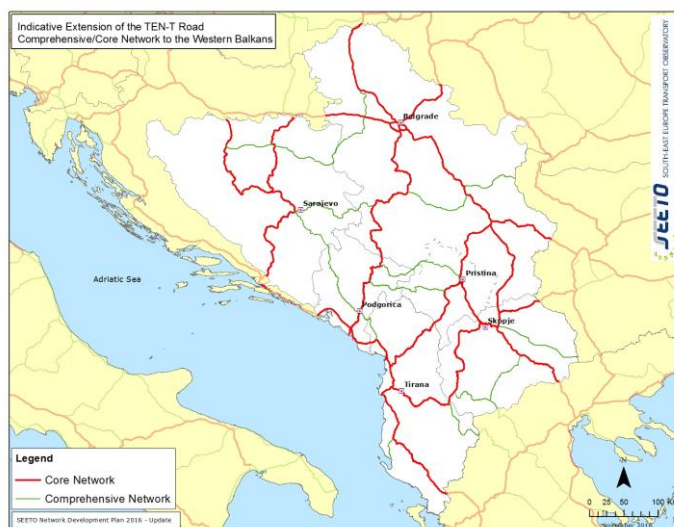 Indicative Extension of the TEN-T Road
Comprehensive/Core Network to the Western Balkans
SEETO
SOUTH-EAST EUROPE TRANSPORT OBSERVATORY
Belgrade
Sarajevo
Adriatic Sea
Pristina
Podgorica
Skopje
Tirana
Legend
Core Network
Comprehensive Network
SEETO Network Development Plan 2016 - Update
N
0 25 50 100